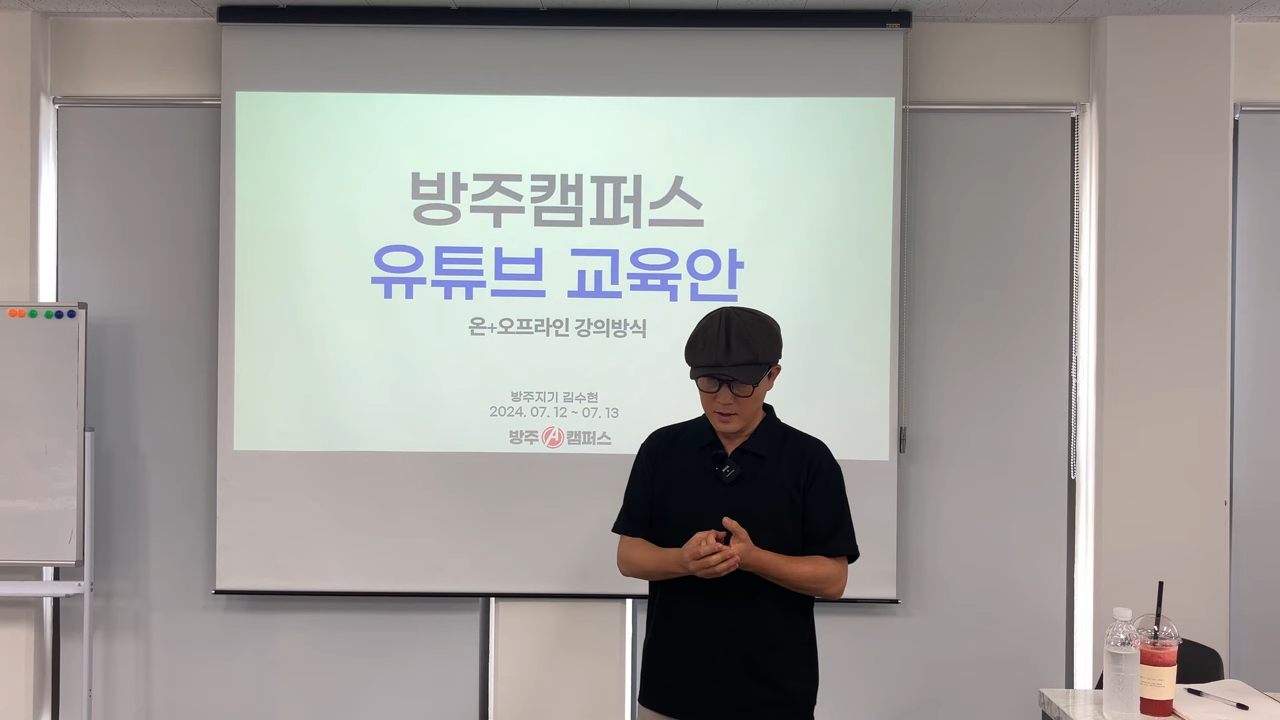 방주캠퍼스
유튜브 교육안
온+오프라인 강의방식
방주지기 김수현
2024. 07. 12 ~ 07. 13
방주 A 캠퍼스